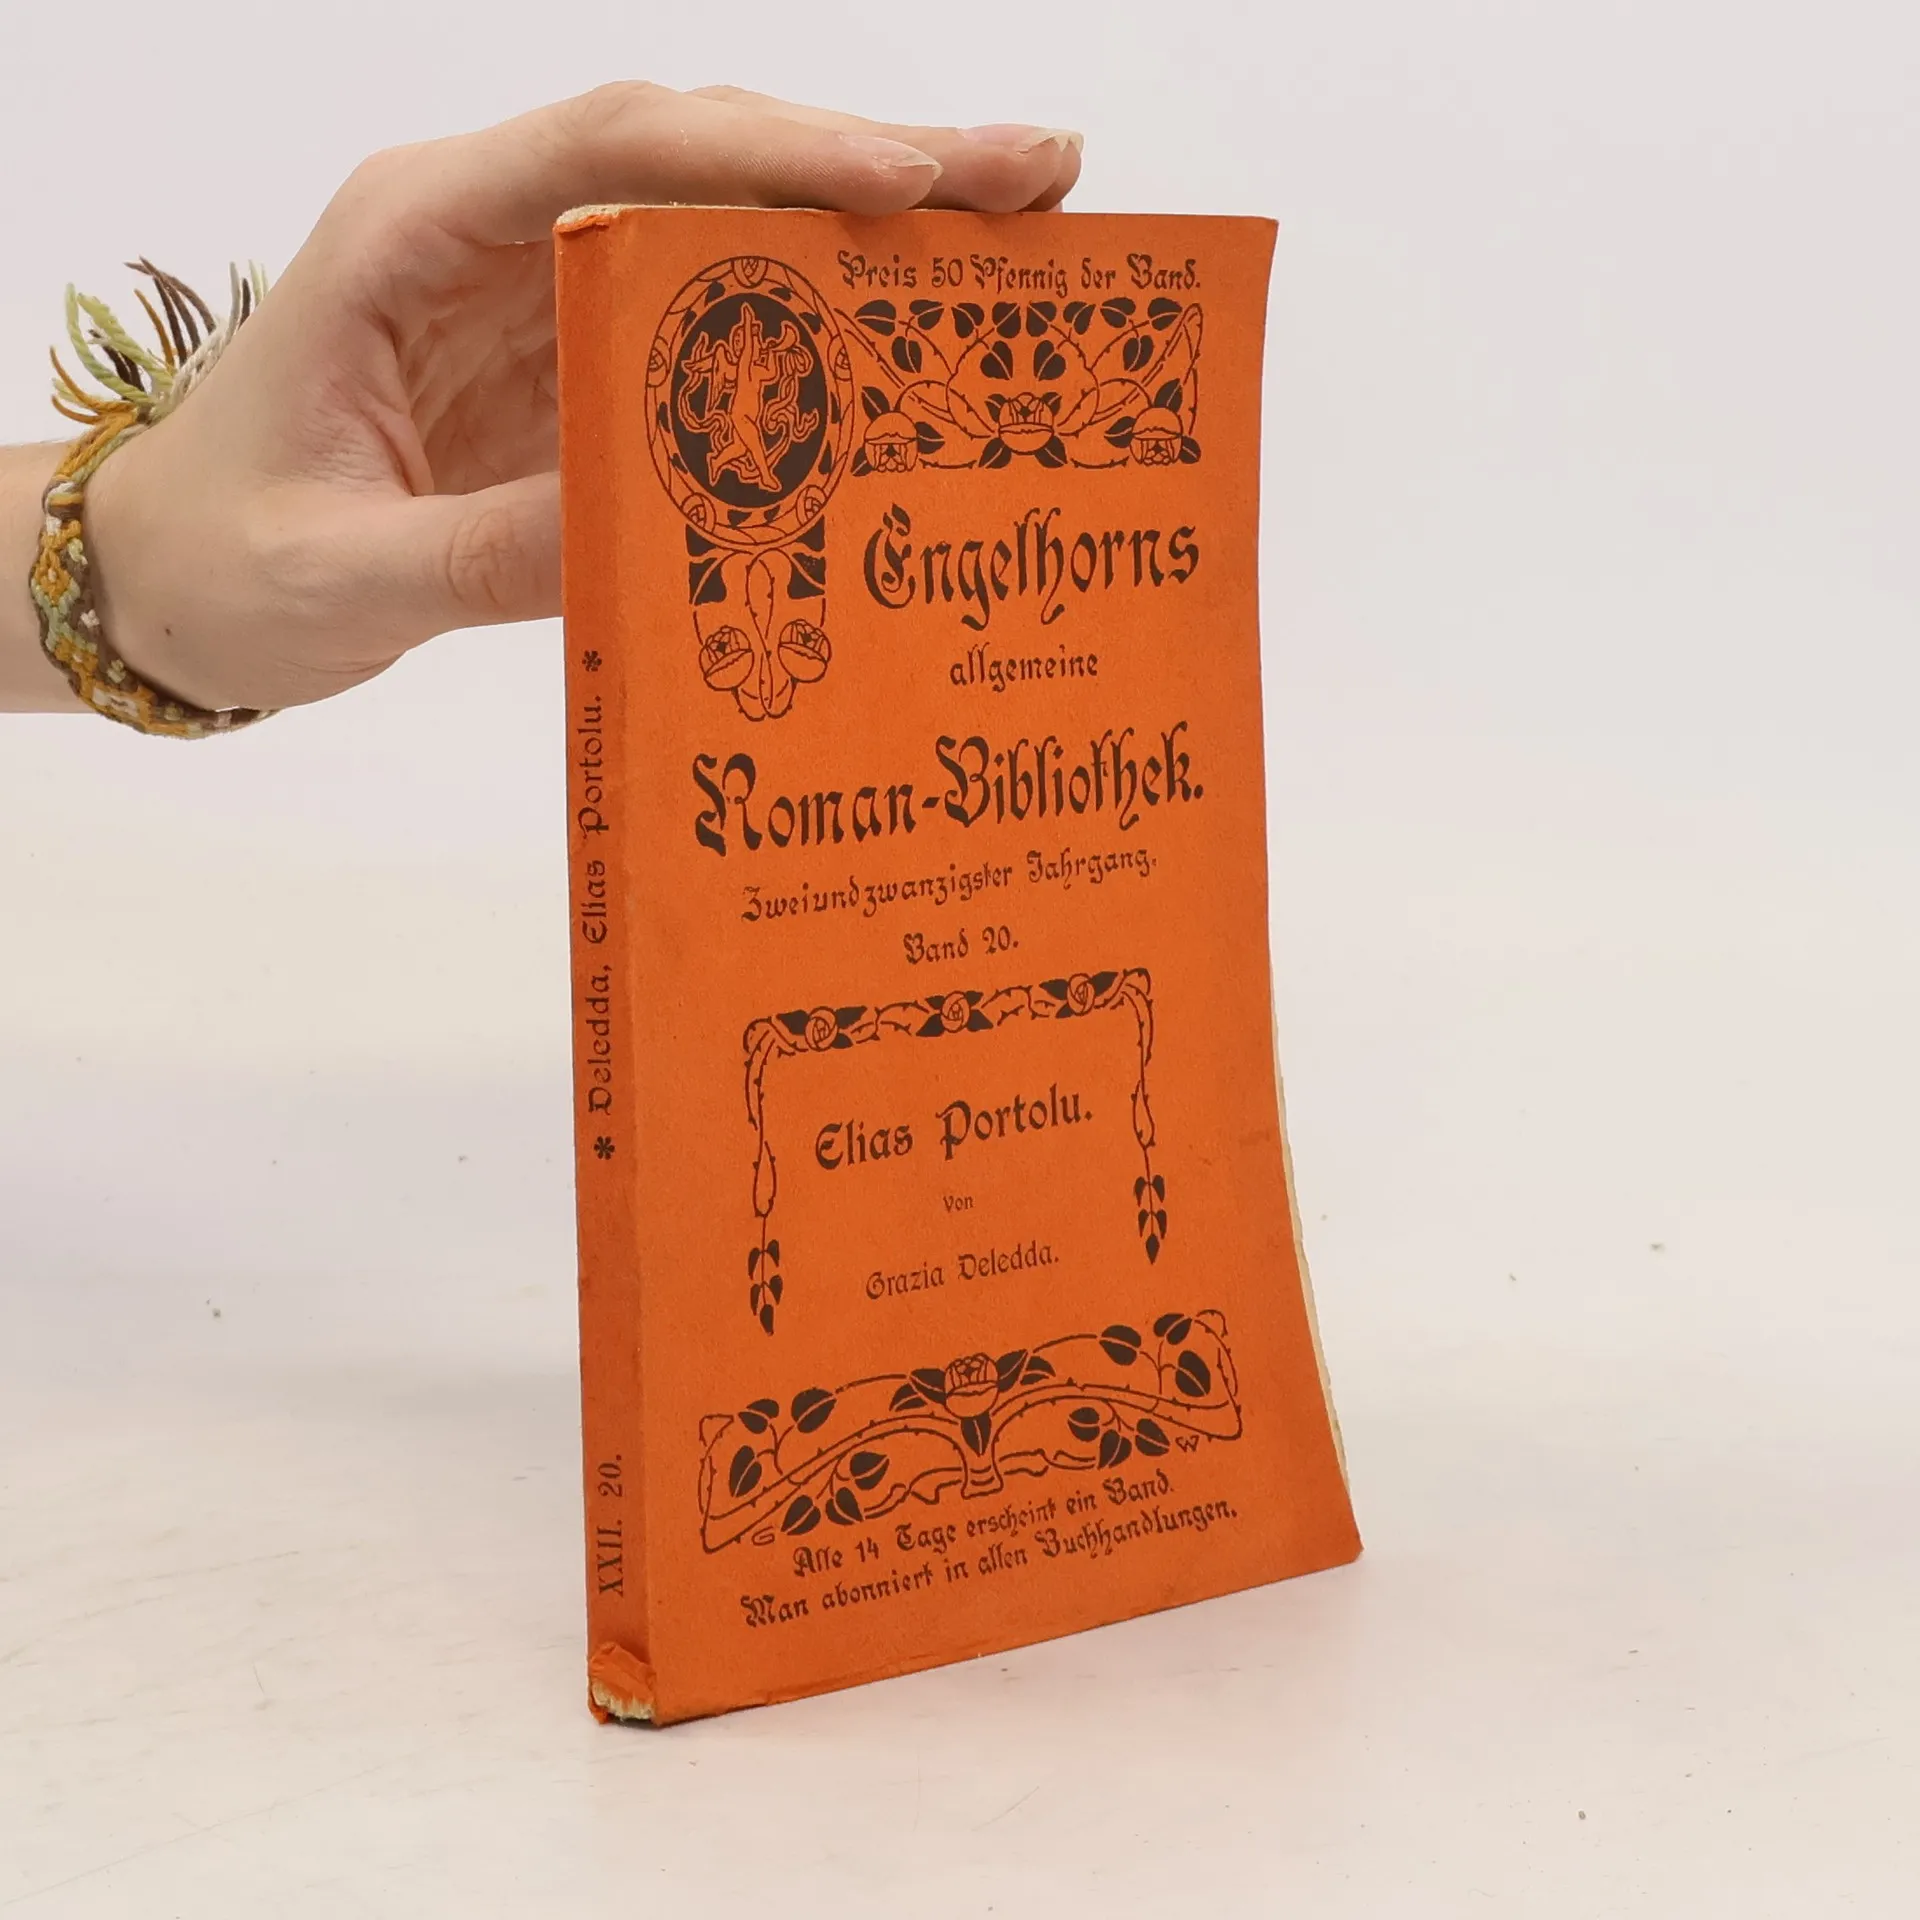 Preis 50 Pfennig der Band.
Engelhorns
allgemeine
Roman-Bibliothek.
Zweiundzwanzigster Jahrgang.
Band 20.
Elias Portolu.
Von
Grazia Deledda.
G W
Alle 14 Tage erscheint ein Band.
Man abonniert in allen Buchhandlungen.
* Deledda, Elias Portolu. *
XXII. 20.